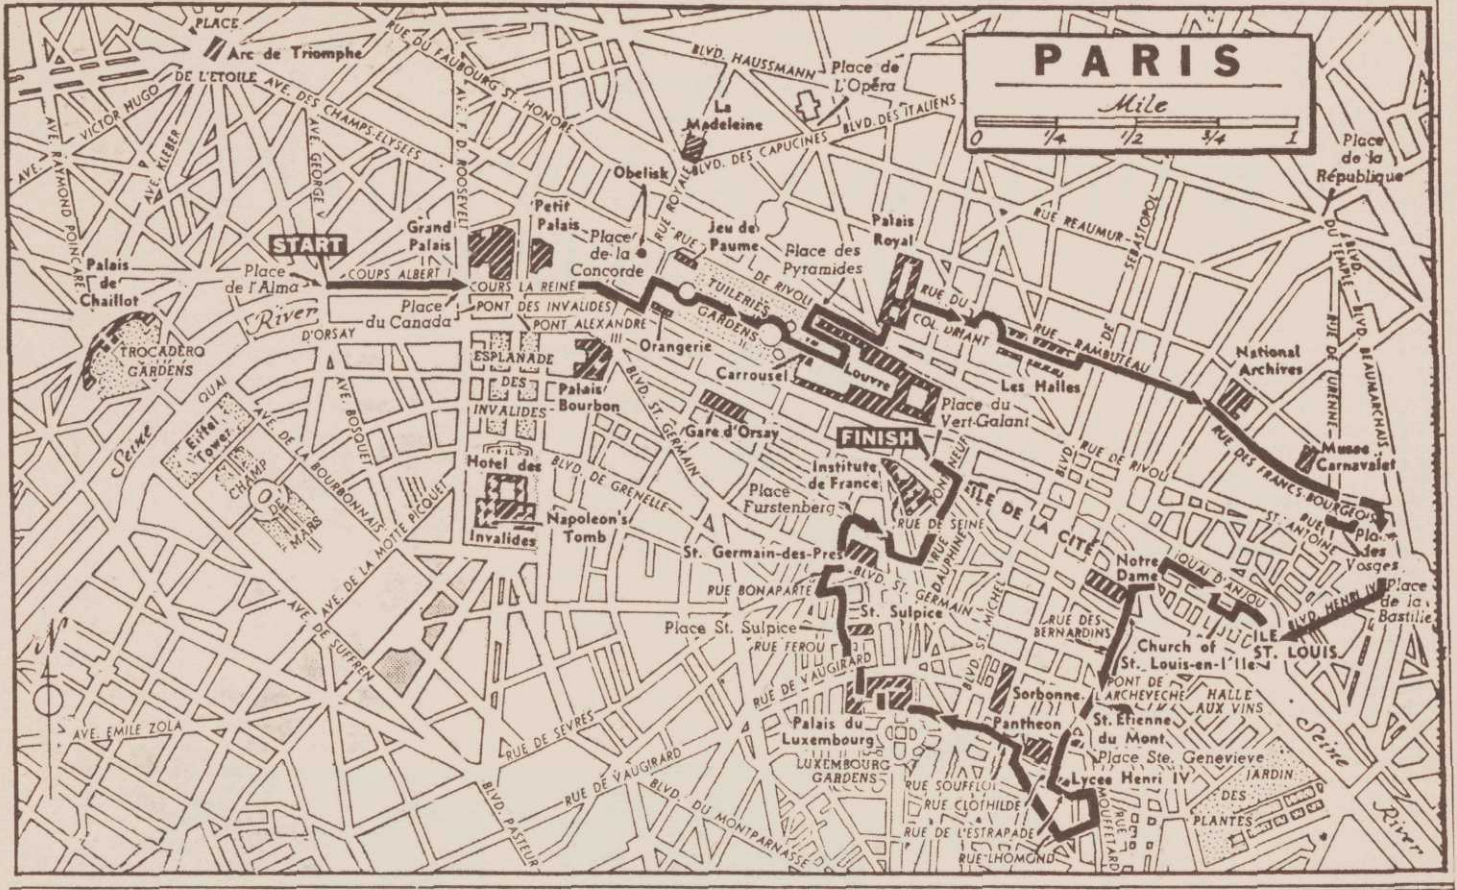 PARIS
Mile
0 1/4 1/2 3/4 1
PLACE
DE L'ETOILE
Arc de Triomphe
AVE. VICTOR HUGO
AVE. KLEBER
AVE. RAYMOND POINCARE
AVE. DES CHAMPS-ELYSEES
AVE. GEORGE V
RUE DU FAUBOURG ST. HONORE
AVE. F. D. ROOSEVELT
BLVD. HAUSSMANN
Place de
L'Opéra
La
Madeleine
BLVD. DES CAPUCINES
BLVD. DES ITALIENS
Place
de la
République
Obelisk
RUE ROYALE
START
Grand
Palais
Petit
Palais
Place
de la
Concorde
Jeu de
Paume
Place des
Pyramides
Palais
Royal
RUE REAUMUR
BLVD. DE SEBASTOPOL
BLVD. DU TEMPLE
BLVD. BEAUMARCHAIS
RUE DE TURENNE
Palais
de
Chaillot
Place
de l'Alma
COUPS ALBERT I
COURS LA REINE
RUE DE RIVOLI
TUILERIES
GARDENS
RUE DU
COL. DRIANT
RUE RAMBUTEAU
River
D'ORSAY
Place
du Canada
PONT DES INVALIDES
PONT ALEXANDRE
III
Orangerie
TROCADERO
GARDENS
QUAI
ESPLANADE
DES
INVALIDES
Palais
Bourbon
BLVD. ST. GERMAIN
Carrousel
Louvre
Les Halles
National
Archives
Seine
Eiffel
Tower
CHAMP
DE
MARS
AVE. DE LA BOURBONNAIS
AVE. BOSQUET
Gare d'Orsay
Place du
Vert-Galant
FINISH
PONT NEUF
BLVD.
RUE DE RIVOLI
RUE DES FRANCS-BOURGEOIS
Musee
Carnavalet
Hotel des
Invalides
Napoleon's
Tomb
BLVD. DE GRENELLE
Institute
de France
Place
Furstenberg
RUE DE SEINE
RUE DAUPHINE
ILE DE LA CITÉ
RUE
ST. ANTOINE
des
Vosges
AVE. DE LA MOTTE PICQUET
AVE. DE SUFFREN
St. Germain-des-Pres
RUE BONAPARTE
BLVD. ST. GERMAIN
Notre
Dame
QUAI D'ANJOU
BLVD. HENRI IV
Place
de la
Bastille
Place St. Sulpice
St. Sulpice
RUE FEROU
BLVD. ST. MICHEL
RUE DES
BERNARDINS
Church of
St. Louis-en-l'Ile
ILE
ST. LOUIS
RUE DE VAUGIRARD
Sorbonne
PONT DE
L'ARCHEVECHE
HALLE
AUX VINS
Palais du
Luxembourg
Pantheon
St. Etienne
du Mont
Place Ste. Genevieve
Seine
River
AVE. EMILE ZOLA
RUE DE SEVRES
RUE DE VAUGIRARD
LUXEMBOURG
GARDENS
Lycee Henri IV
JARDIN
DES
PLANTES
RUE SOUFFLOT
RUE CLOTHILDE
RUE DE L'ESTRAPADE
RUE LHOMOND
RUE MOUFFETARD
BLVD. PASTEUR
BLVD. DU MONTPARNASSE